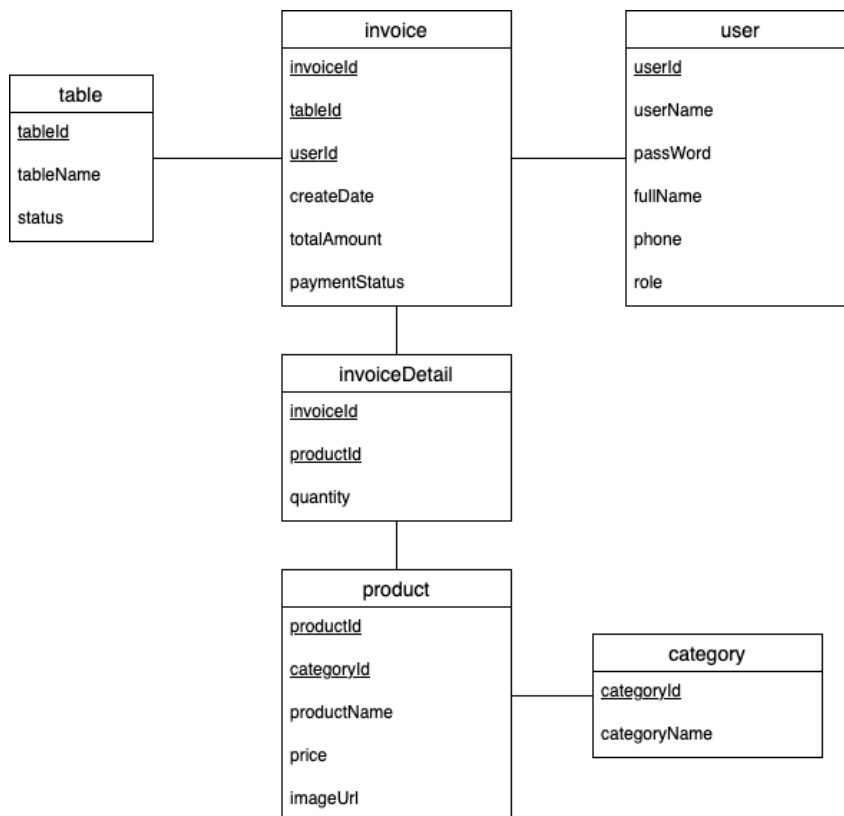 invoice
invoiceId
tableId
userId
createDate
totalAmount
paymentStatus
user
userId
userName
passWord
fullName
phone
role
table
tableId
tableName
status
invoiceDetail
invoiceId
productId
quantity
product
productId
categoryId
productName
price
imageUrl
category
categoryId
categoryName